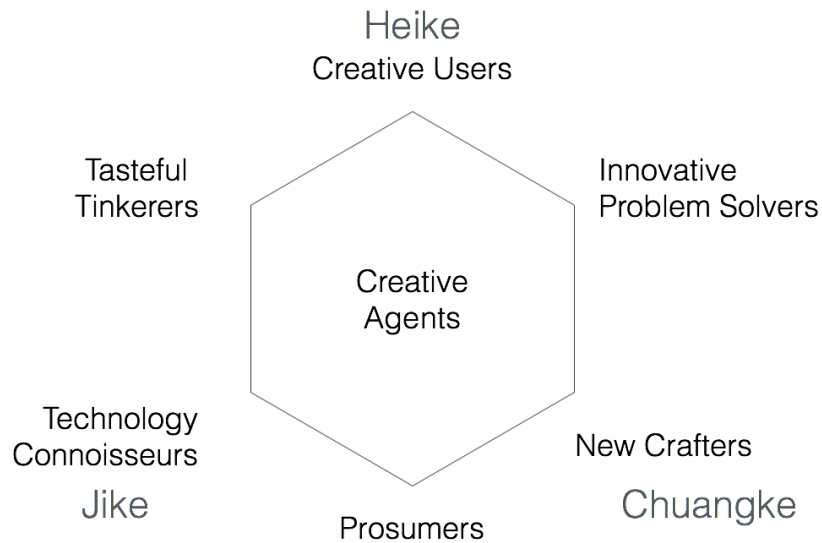 Heike
Creative Users
Tasteful
Tinkerers
Innovative
Problem Solvers
Creative
Agents
Technology
Connoisseurs
Jike
New Crafters
Chuangke
Prosumers